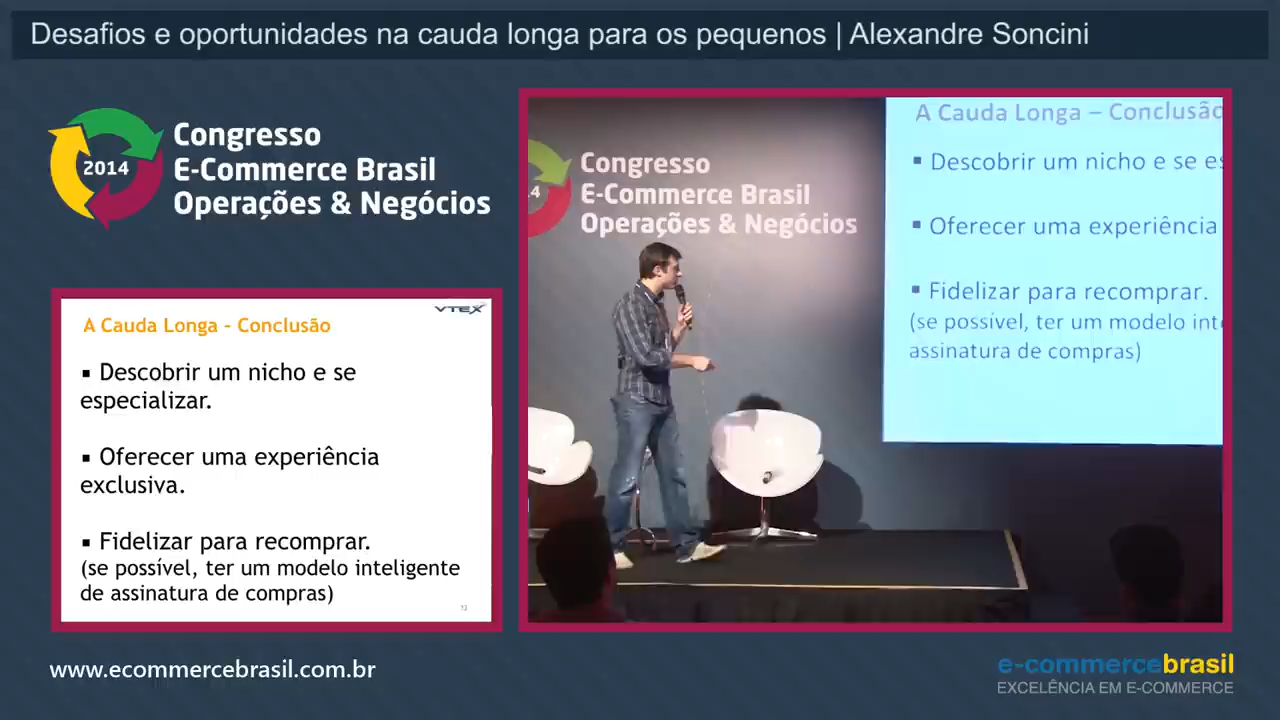 Desafios e oportunidades na cauda longa para os pequenos | Alexandre Soncini
2014
Congresso
E-Commerce Brasil
Operações & Negócios
VTEX
A Cauda Longa - Conclusão
▪ Descobrir um nicho e se
especializar.
▪ Oferecer uma experiência
exclusiva.
▪ Fidelizar para recomprar.
(se possível, ter um modelo inteligente
de assinatura de compras)
13
4
Congresso
E-Commerce Brasil
Operações & Negócios
A Cauda Longa – Conclusão
▪ Descobrir um nicho e se es
▪ Oferecer uma experiência
▪ Fidelizar para recomprar.
(se possível, ter um modelo inte
assinatura de compras)
www.ecommercebrasil.com.br
e-commercebrasil
EXCELÊNCIA EM E-COMMERCE